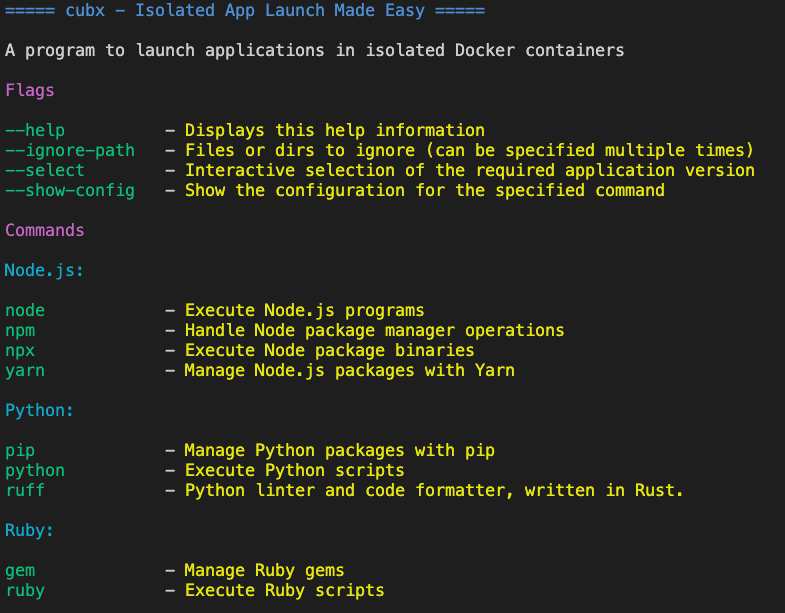 ===== cubx – Isolated App Launch Made Easy =====
A program to launch applications in isolated Docker containers
Flags
--help – Displays this help information
--ignore-path – Files or dirs to ignore (can be specified multiple times)
--select – Interactive selection of the required application version
--show-config – Show the configuration for the specified command
Commands
Node.js:
node – Execute Node.js programs
npm – Handle Node package manager operations
npx – Execute Node package binaries
yarn – Manage Node.js packages with Yarn
Python:
pip – Manage Python packages with pip
python – Execute Python scripts
ruff – Python linter and code formatter, written in Rust.
Ruby:
gem – Manage Ruby gems
ruby – Execute Ruby scripts